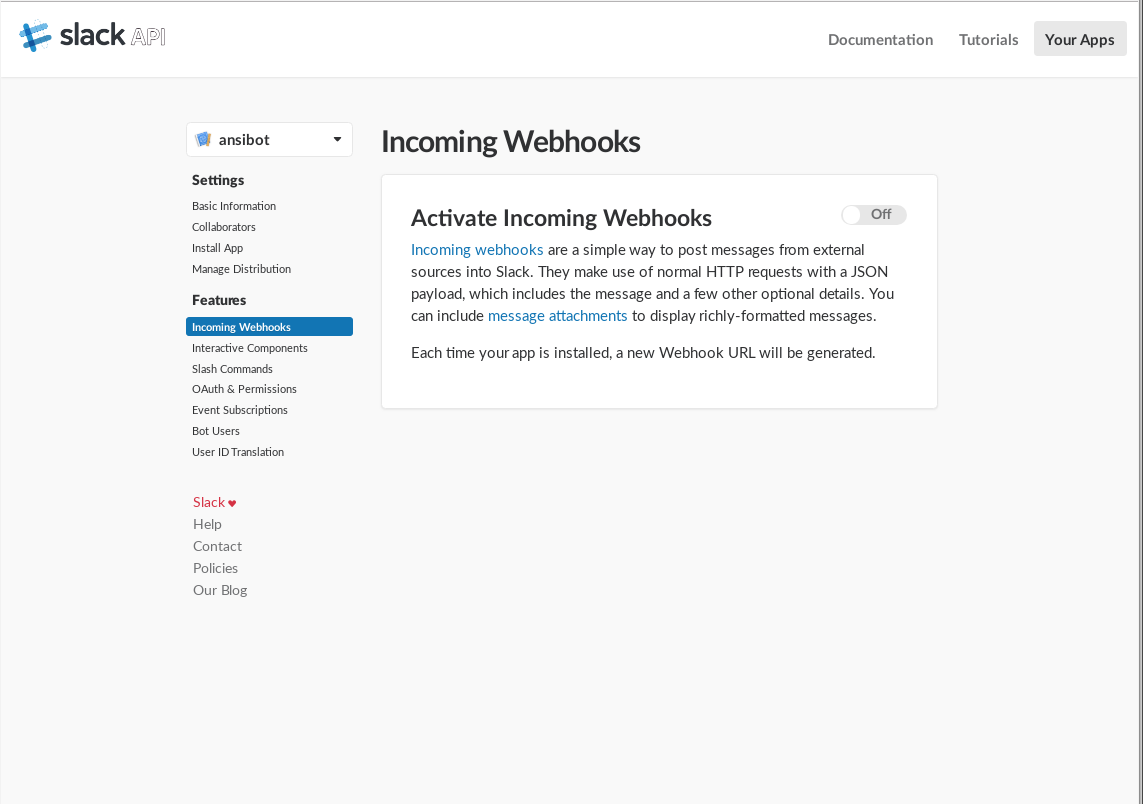 slack API
Documentation
Tutorials
Your Apps
ansibot
Settings
Basic Information
Collaborators
Install App
Manage Distribution
Features
Incoming Webhooks
Interactive Components
Slash Commands
OAuth & Permissions
Event Subscriptions
Bot Users
User ID Translation
Slack
Help
Contact
Policies
Our Blog
Incoming Webhooks
Activate Incoming Webhooks
Off
Incoming webhooks are a simple way to post messages from external
sources into Slack. They make use of normal HTTP requests with a JSON
payload, which includes the message and a few other optional details. You
can include message attachments to display richly-formatted messages.
Each time your app is installed, a new Webhook URL will be generated.